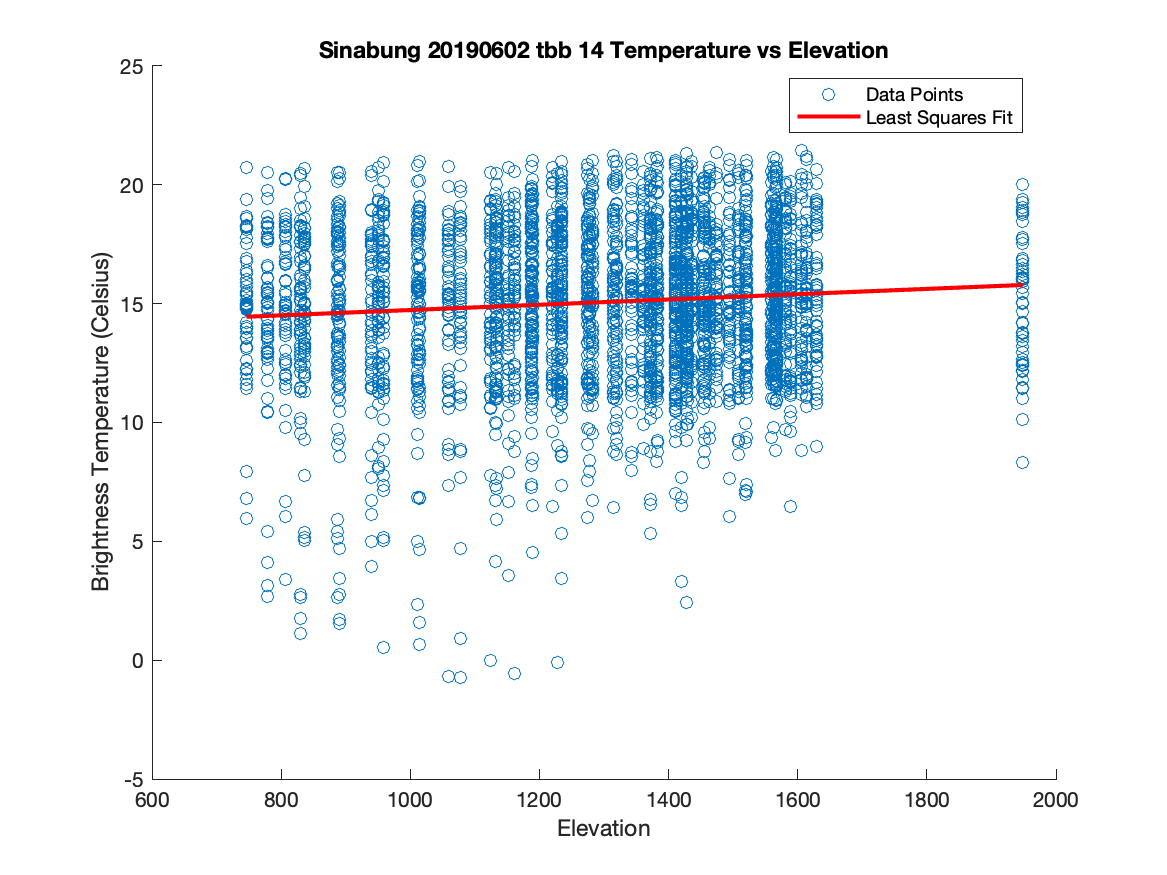 Sinabung 20190602 tbb 14 Temperature vs Elevation
25
Data Points
Least Squares Fit
20
15
10
5
0
-5
Brightness Temperature (Celsius)
600 800 1000 1200 1400 1600 1800 2000
Elevation